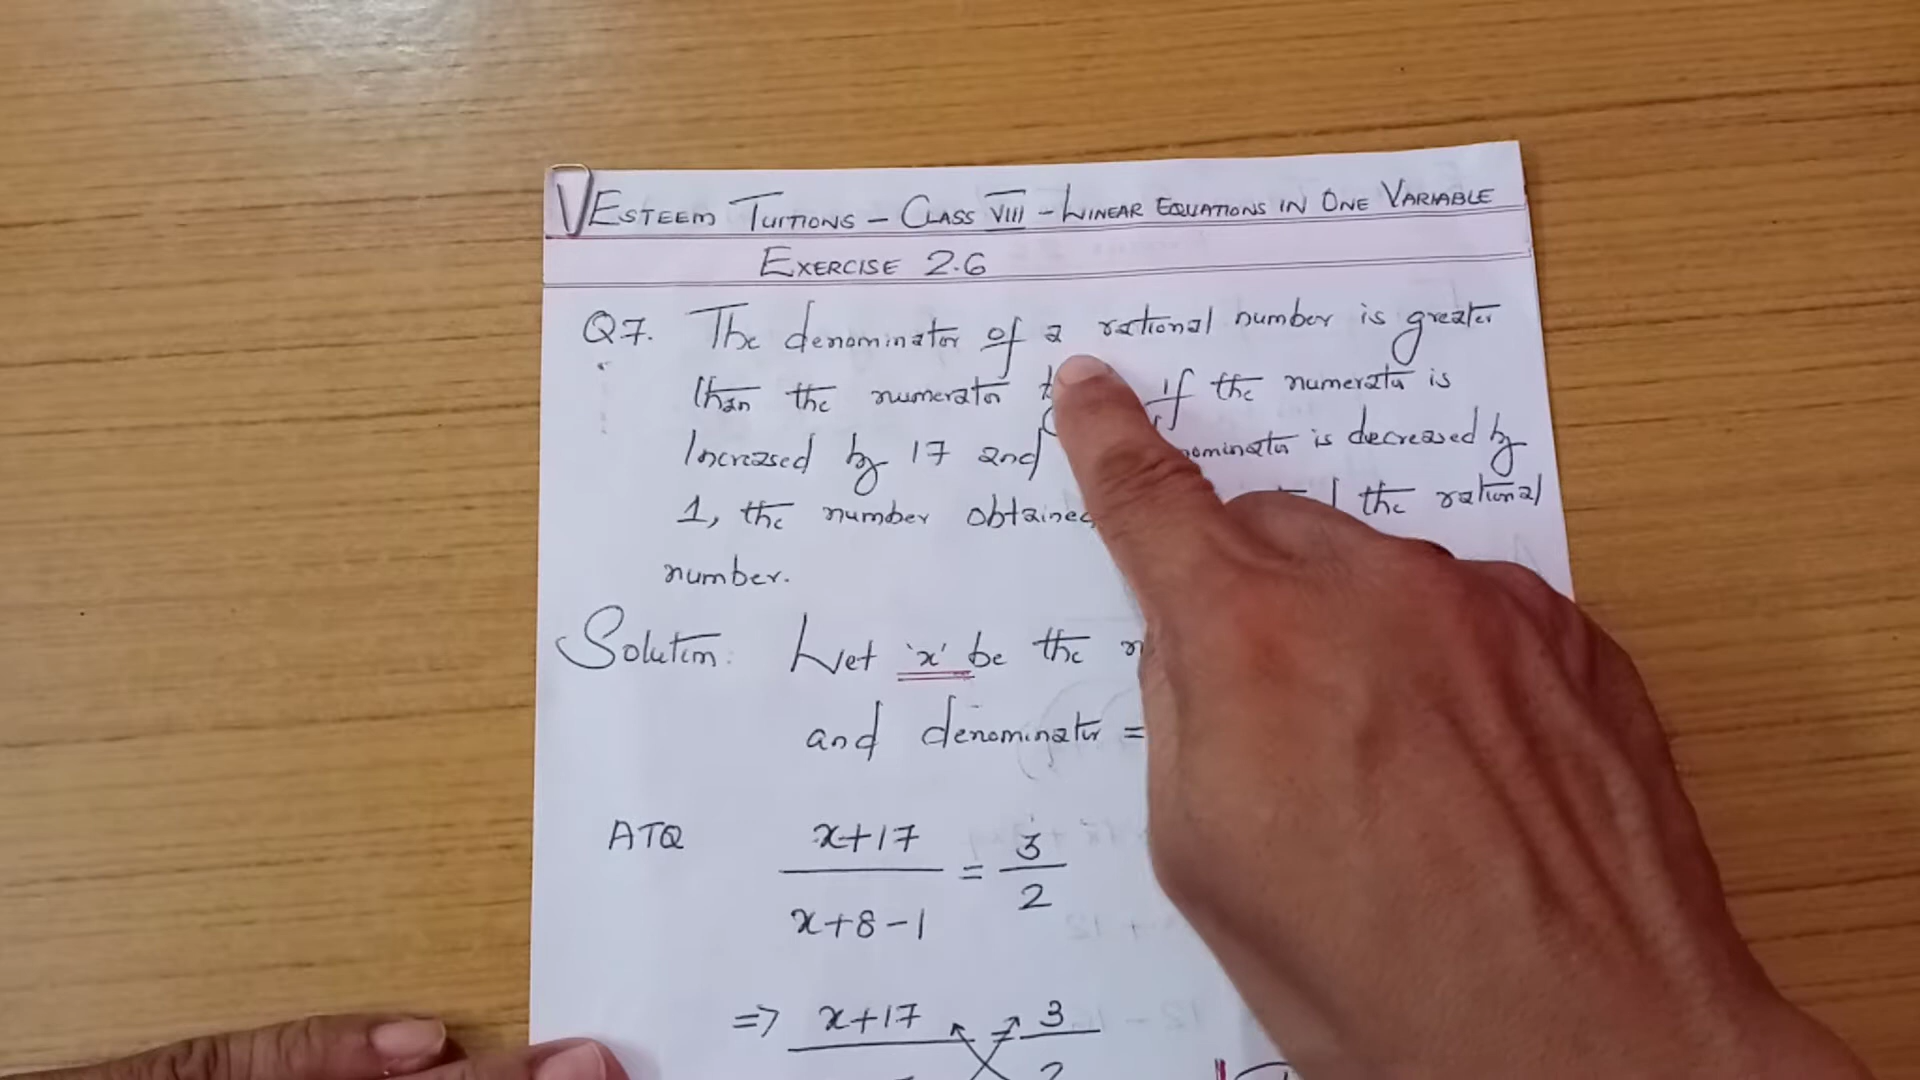 VESTEEM TUITIONS - CLASS VIII - LINEAR EQUATIONS IN ONE VARIABLE
EXERCISE 2.6
Q7. The denominator of a rational number is greater
than the numerator if the numerator is
Increased by 17 and is decreased by
1, the number obtained the rational
number.
Solution: Let 'x' be the
and denominator =
ATQ x+17 / x+8-1 = 3/2
=> x+17 = 3
2